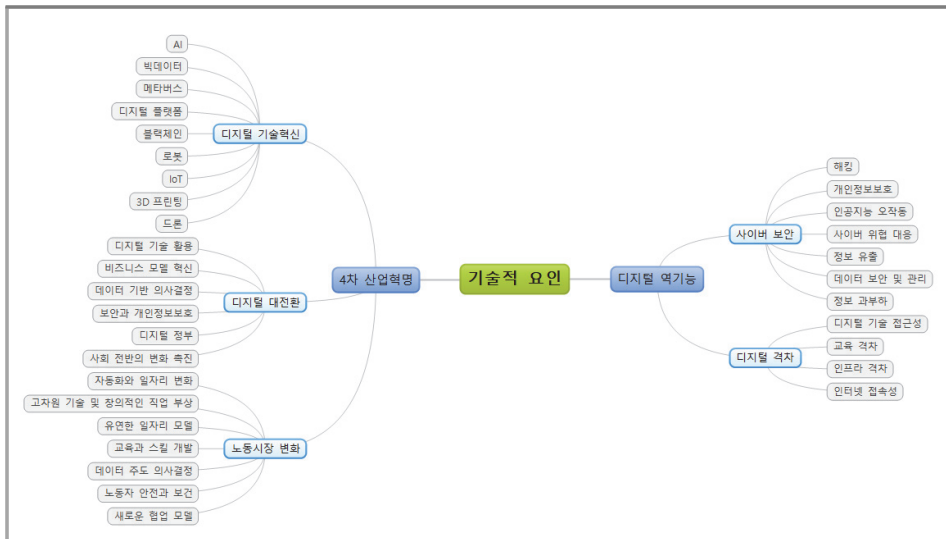 AI
빅데이터
메타버스
디지털 플랫폼
블랙체인
로봇
IoT
3D 프린팅
드론
디지털 기술혁신
디지털 기술 활용
비즈니스 모델 혁신
데이터 기반 의사결정
보안과 개인정보보호
디지털 정부
사회 전반의 변화 촉진
디지털 대전환
자동화와 일자리 변화
고차원 기술 및 창의적인 직업 부상
유연한 일자리 모델
교육과 스킬 개발
데이터 주도 의사결정
노동자 안전과 보건
새로운 협업 모델
노동시장 변화
4차 산업혁명
기술적 요인
디지털 역기능
사이버 보안
해킹
개인정보보호
인공지능 오작동
사이버 위협 대응
정보 유출
데이터 보안 및 관리
정보 과부하
디지털 격차
디지털 기술 접근성
교육 격차
인프라 격차
인터넷 접속성